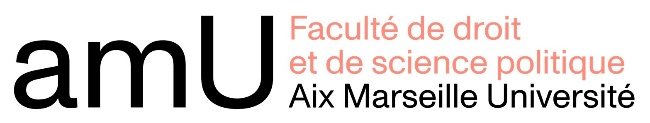 amU
Faculté de droit
et de science politique
Aix Marseille Université